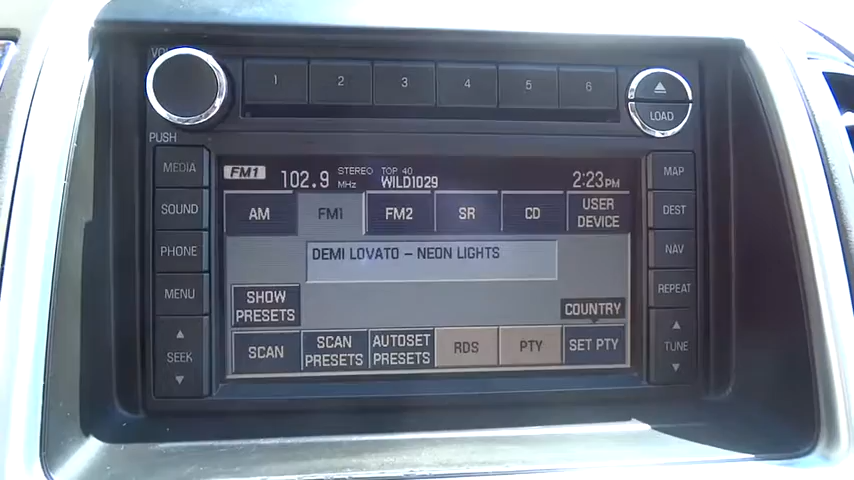 VOL
1 2 3 4 5 6
LOAD
PUSH
MEDIA
SOUND
PHONE
MENU
SEEK
FM1 102.9 MHz STEREO TOP 40 WILD1029 2:23PM
AM FM1 FM2 SR CD USER DEVICE
DEMI LOVATO – NEON LIGHTS
SHOW PRESETS
COUNTRY
SCAN SCAN PRESETS AUTOSET PRESETS RDS PTY SET PTY
MAP
DEST
NAV
REPEAT
TUNE